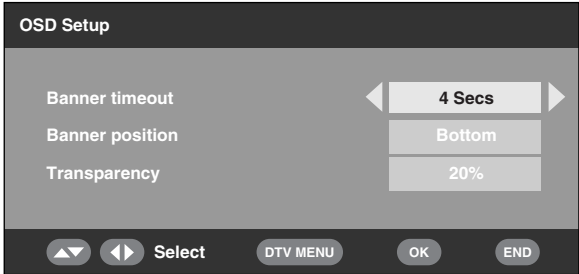 OSD Setup
Banner timeout 4 Secs
Banner position Bottom
Transparency 20%
Select DTV MENU OK END